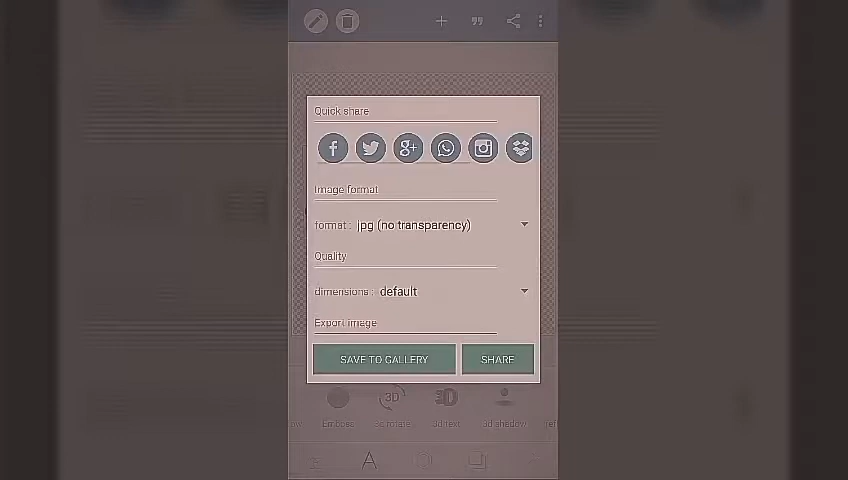 Quick share
Image format
format : jpg (no transparency)
Quality
dimensions : default
Export image
SAVE TO GALLERY SHARE
Emboss 3d rotate 3d text 3d shadow